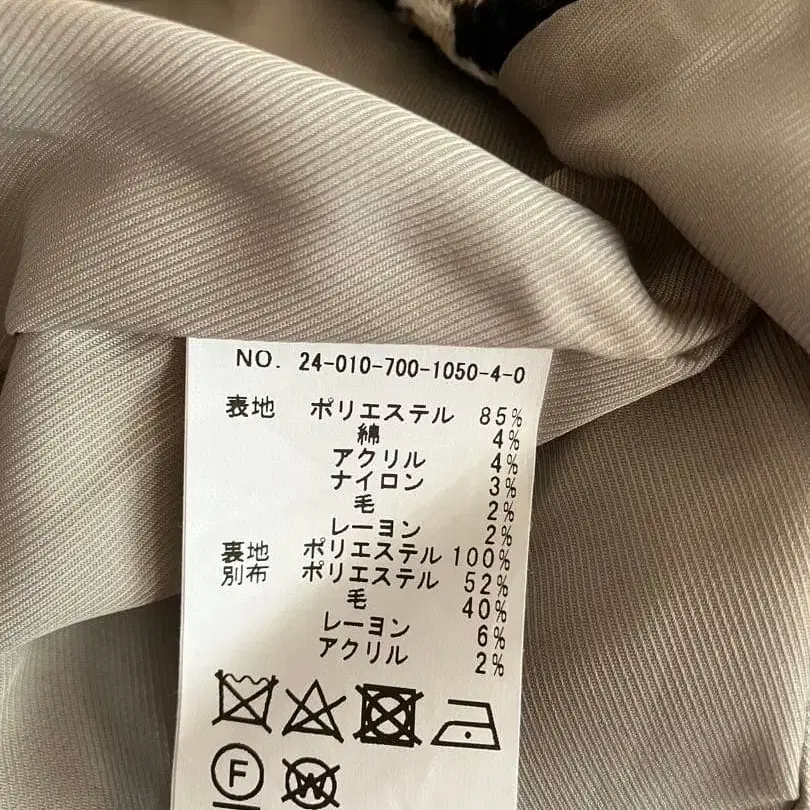 NO. 24-010-700-1050-4-0
表地 ポリエステル 85%
綿 4%
アクリル 4%
ナイロン 3%
毛 2%
レーヨン 2%
裏地 ポリエステル 100%
別布 ポリエステル 52%
毛 40%
レーヨン 6%
アクリル 2%
F W